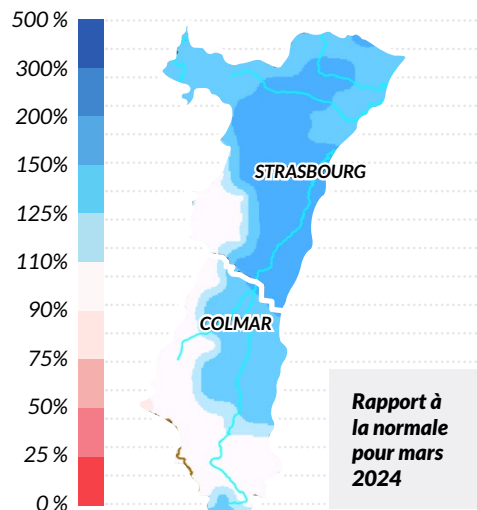 500 %
300%
200 %
150 %
125 %
110 %
90 %
75 %
50 %
25 %
0 %
STRASBOURG
COLMAR
Rapport à
la normale
pour mars
2024